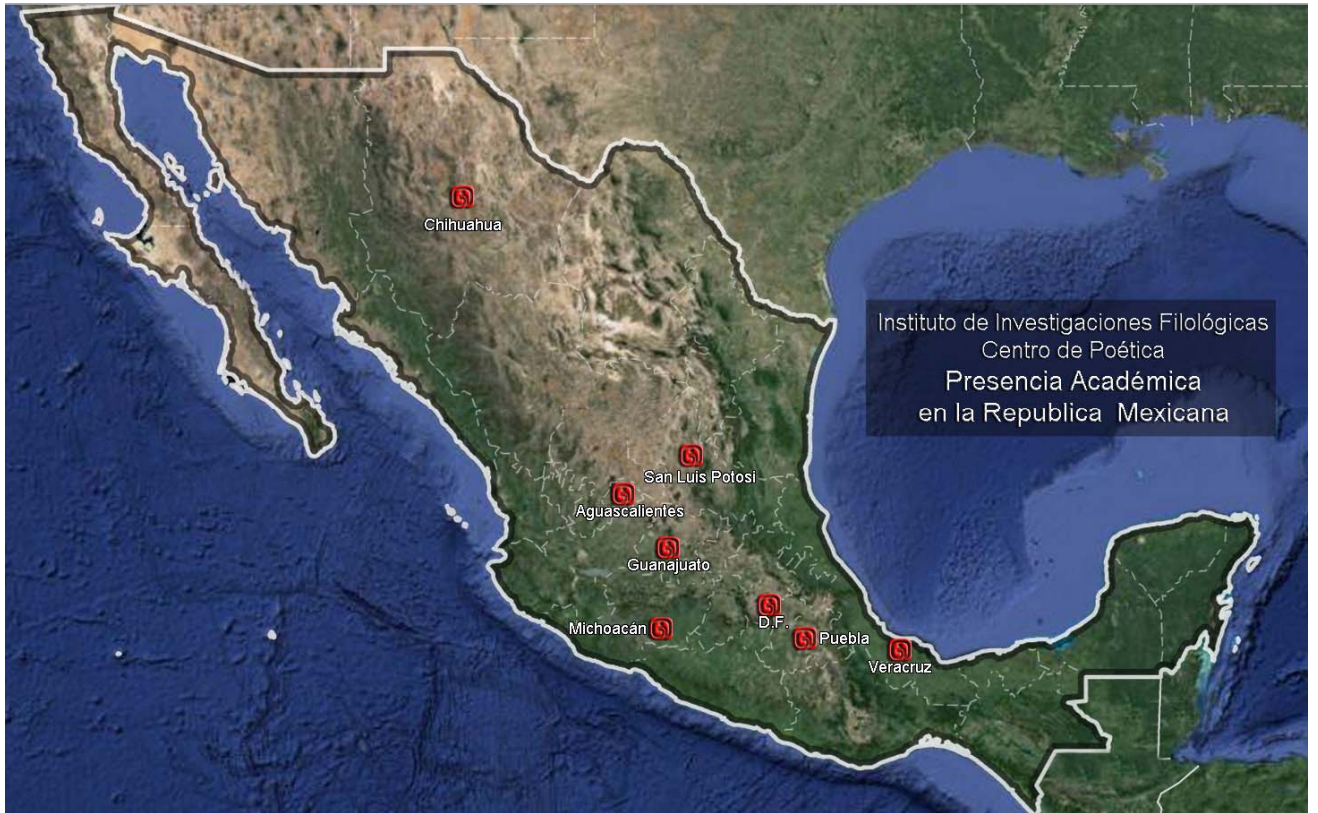 Chihuahua
Instituto de Investigaciones Filológicas
Centro de Poética
Presencia Académica
en la Republica Mexicana
San Luis Potosi
Aguascalientes
Guanajuato
D.F.
Michoacán
Puebla
Veracruz